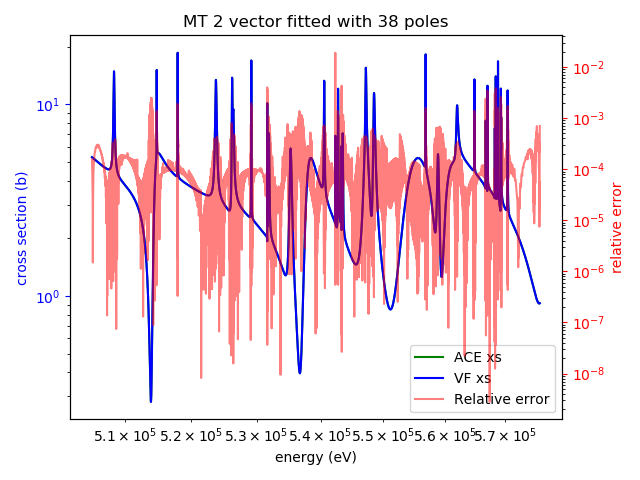 MT 2 vector fitted with 38 poles
10¹
10⁰
cross section (b)
10⁻²
10⁻³
10⁻⁴
10⁻⁵
10⁻⁶
10⁻⁷
10⁻⁸
relative error
ACE xs
VF xs
Relative error
5.1 × 10⁵ 5.2 × 10⁵ 5.3 × 10⁵ 5.4 × 10⁵ 5.5 × 10⁵ 5.6 × 10⁵ 5.7 × 10⁵
energy (eV)